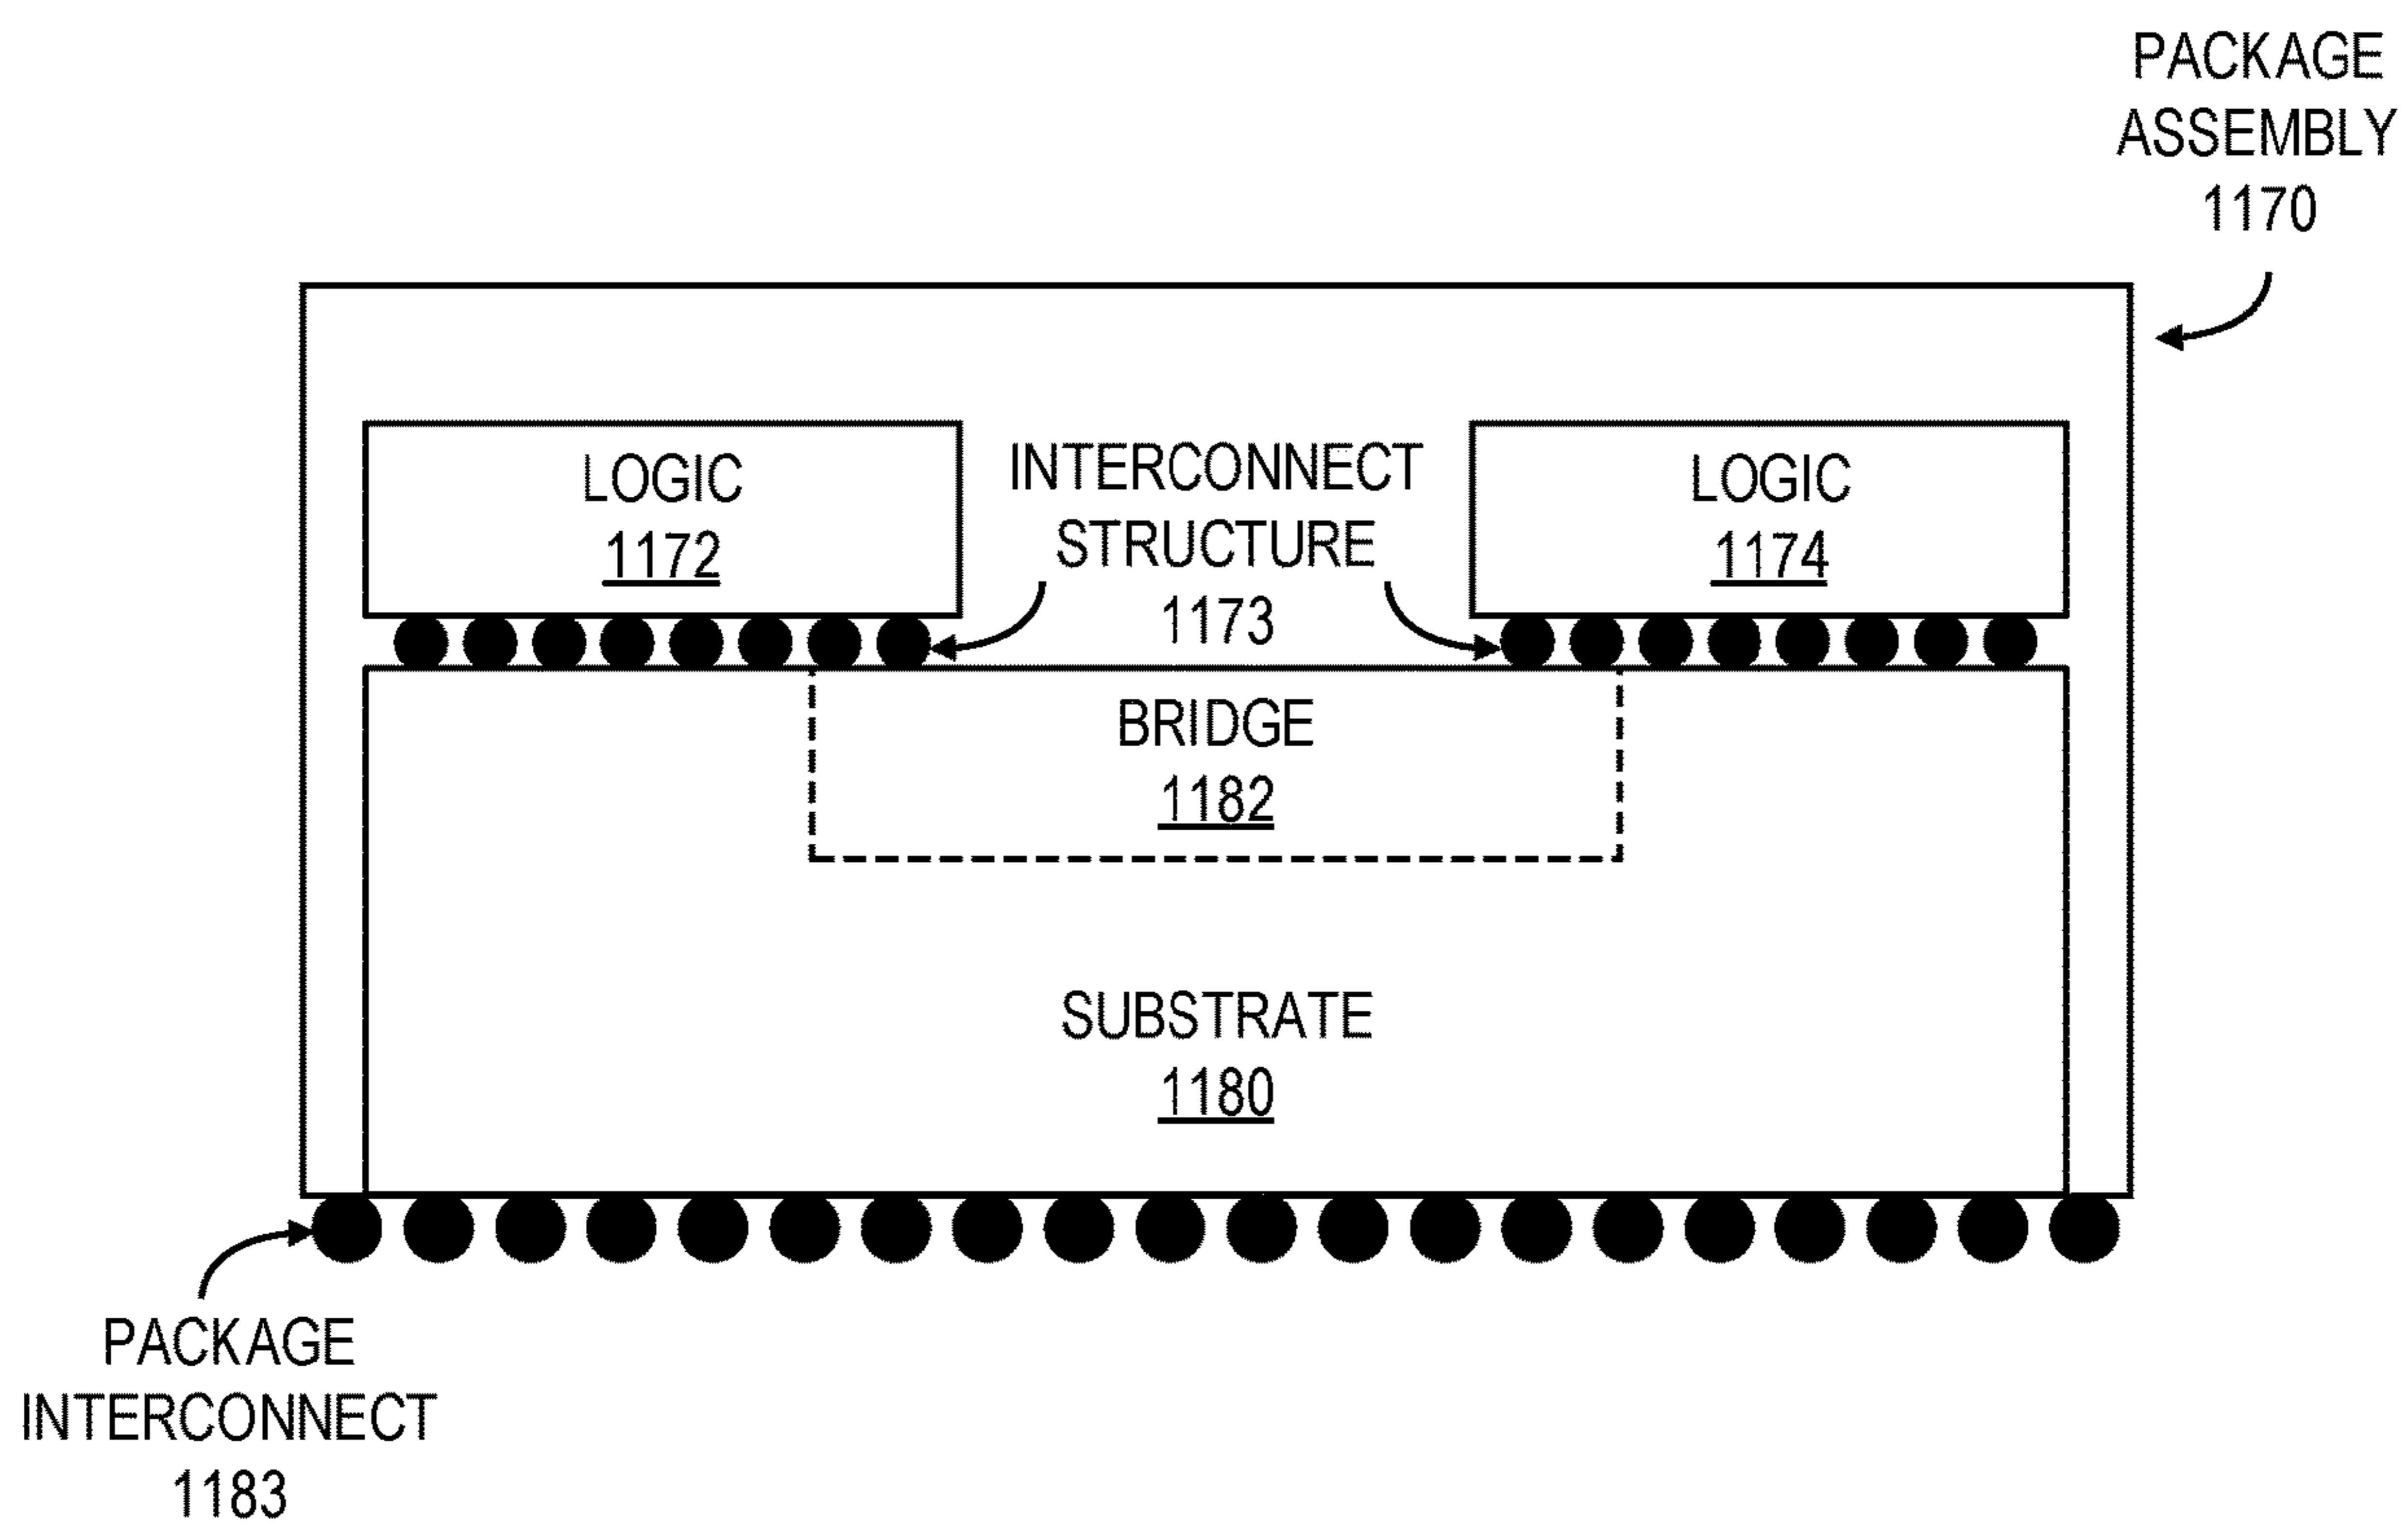 PACKAGE
ASSEMBLY
1170
LOGIC
1172
INTERCONNECT
STRUCTURE
1173
LOGIC
1174
BRIDGE
1182
SUBSTRATE
1180
PACKAGE
INTERCONNECT
1183